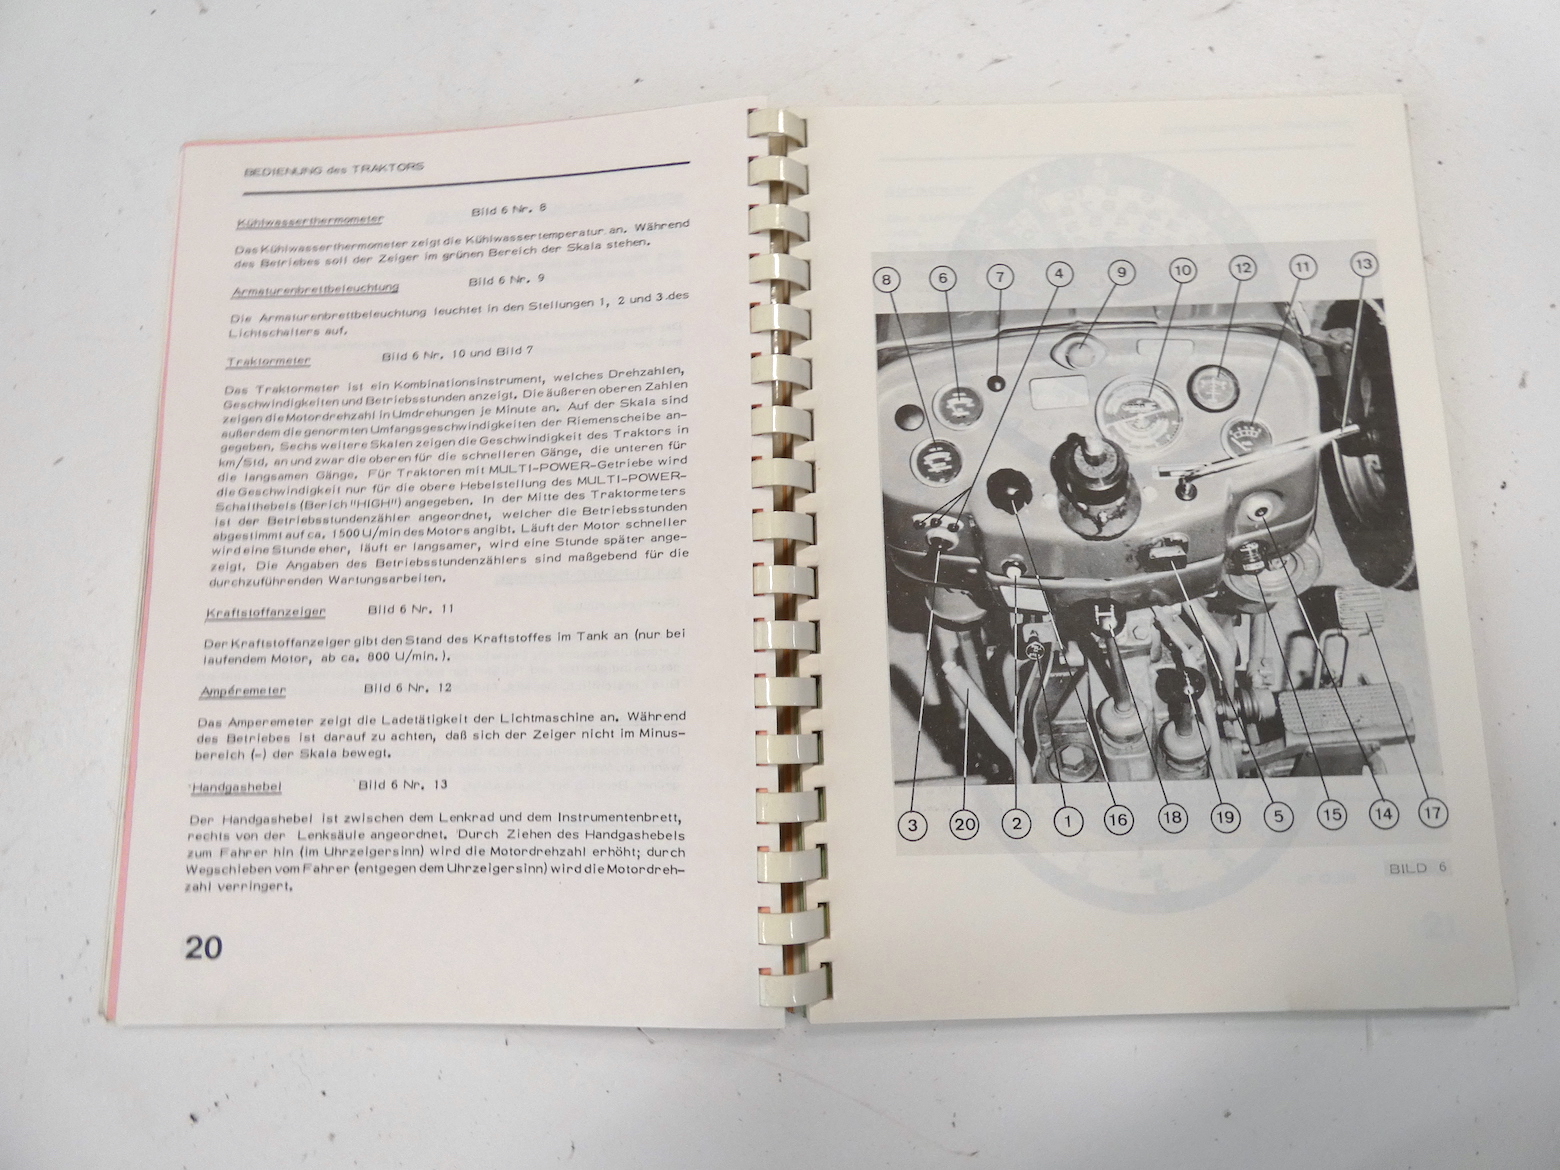 BEDIENUNG des TRAKTORS
Kühlwasserthermometer Bild 6 Nr. 8
Das Kühlwasserthermometer zeigt die Kühlwassertemperatur an. Während
des Betriebes soll der Zeiger im grünen Bereich der Skala stehen.
Armaturenbrettbeleuchtung Bild 6 Nr. 9
Die Armaturenbrettbeleuchtung leuchtet in den Stellungen 1, 2 und 3 des
Lichtschalters auf.
Traktormeter Bild 6 Nr. 10 und Bild 7
Das Traktormeter ist ein Kombinationsinstrument, welches Drehzahlen,
Geschwindigkeiten und Betriebsstunden anzeigt. Die äußeren oberen Zahlen
zeigen die Motordrehzahl in Umdrehungen je Minute an. Auf der Skala sind
außerdem die genormten Umfangsgeschwindigkeiten der Riemenscheibe an-
gegeben. Sechs weitere Skalen zeigen die Geschwindigkeit des Traktors in
km/Std. an und zwar die oberen für die schnelleren Gänge, die unteren für
die langsamen Gänge. Für Traktoren mit MULTI-POWER-Getriebe wird
die Geschwindigkeit nur für die obere Hebelstellung des MULTI-POWER-
Schalthebels (Berich "HIGH") angegeben. In der Mitte des Traktormeters
ist der Betriebsstundenzähler angeordnet, welcher die Betriebsstunden
abgestimmt auf ca. 1500 U/min des Motors angibt. Läuft der Motor schneller
wird eine Stunde eher, läuft er langsamer, wird eine Stunde später ange-
zeigt. Die Angaben des Betriebsstundenzählers sind maßgebend für die
durchzuführenden Wartungsarbeiten.
Kraftstoffanzeiger Bild 6 Nr. 11
Der Kraftstoffanzeiger gibt den Stand des Kraftstoffes im Tank an (nur bei
laufendem Motor, ab ca. 800 U/min.).
Ampéremeter Bild 6 Nr. 12
Das Amperemeter zeigt die Ladetätigkeit der Lichtmaschine an. Während
des Betriebes ist darauf zu achten, daß sich der Zeiger nicht im Minus-
bereich (-) der Skala bewegt.
Handgashebel Bild 6 Nr. 13
Der Handgashebel ist zwischen dem Lenkrad und dem Instrumentenbrett,
rechts von der Lenksäule angeordnet. Durch Ziehen des Handgashebels
zum Fahrer hin (im Uhrzeigersinn) wird die Motordrehzahl erhöht; durch
Wegschieben vom Fahrer (entgegen dem Uhrzeigersinn) wird die Motordreh-
zahl verringert.
20
8 6 7 4 9 10 12 11 13
3 20 2 1 16 18 19 5 15 14 17
BILD 6